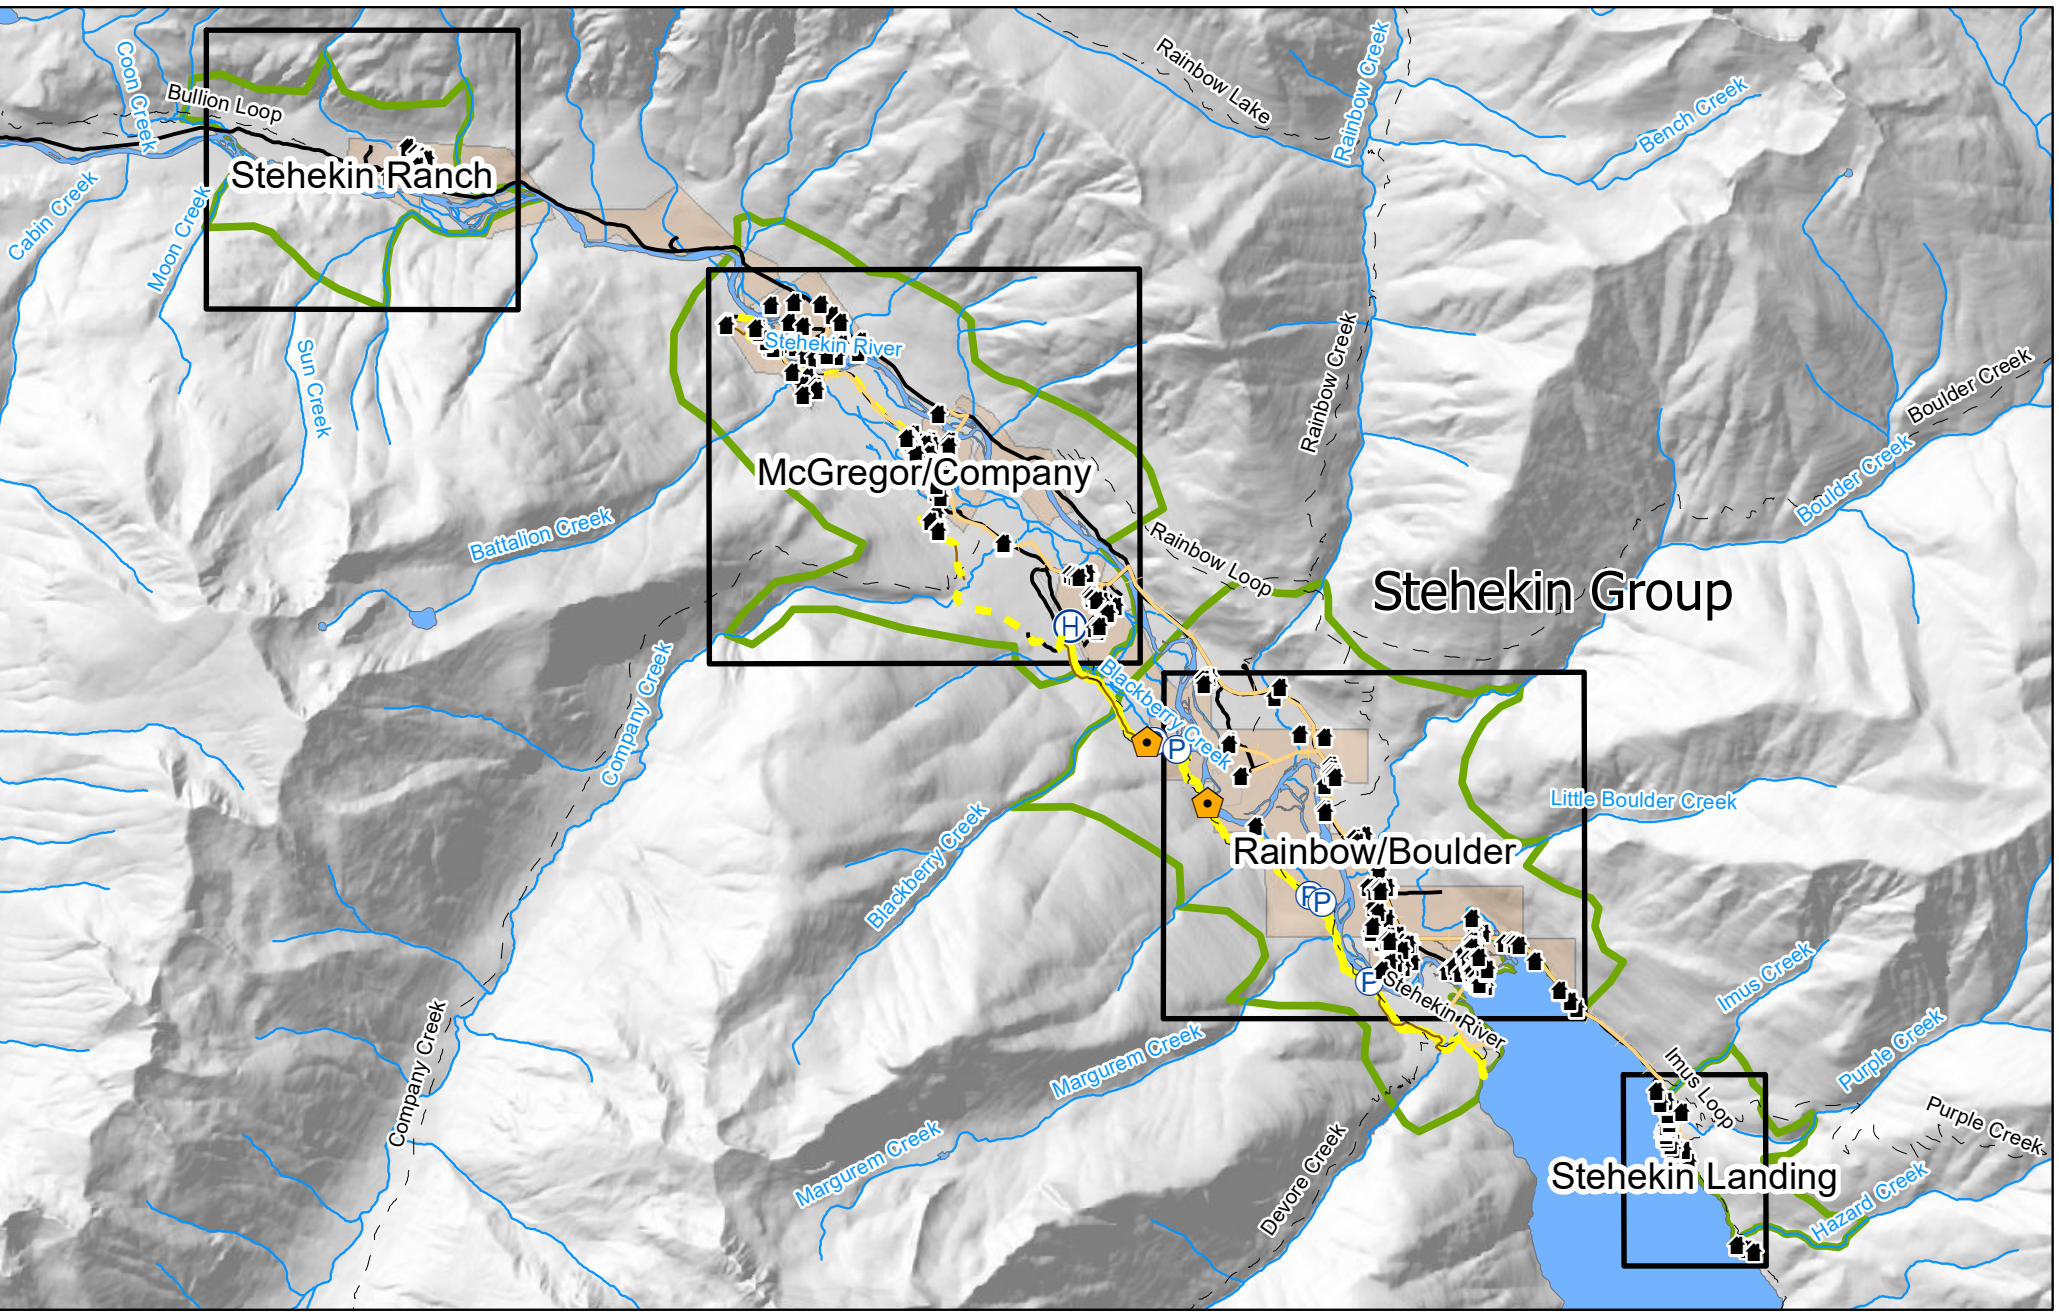 Coon Creek
Bullion Loop
Stehekin Ranch
Cabin Creek
Moon Creek
Sun Creek
Rainbow Lake
Rainbow Creek
Bench Creek
Stehekin River
Rainbow Creek
Boulder Creek
Boulder Creek
McGregor/Company
Battalion Creek
Rainbow Loop
Stehekin Group
H
Company Creek
Blackberry Creek
P
Little Boulder Creek
Blackberry Creek
Rainbow/Boulder
P
P
P
Stehekin River
Imus Creek
Company Creek
Margurem Creek
Purple Creek
Imus Loop
Purple Creek
Margurem Creek
Devore Creek
Stehekin Landing
Hazard Creek